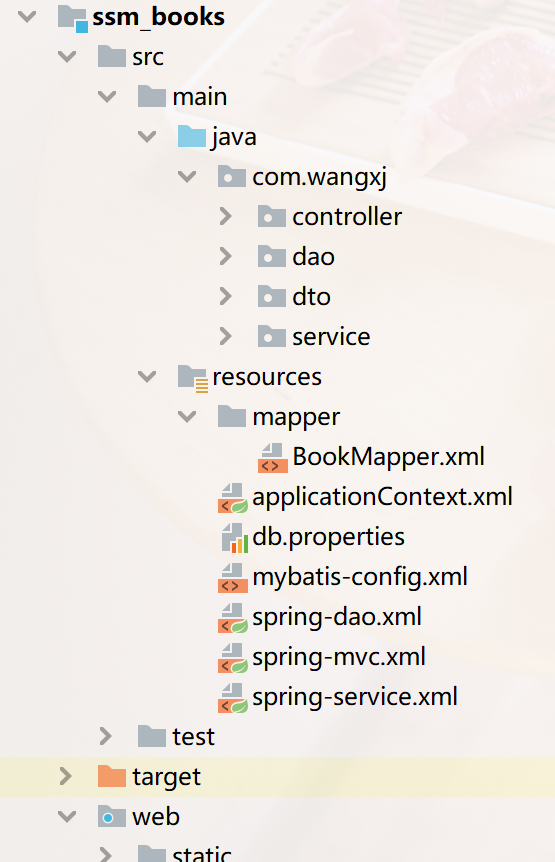 ssm_books
src
main
java
com.wangxj
controller
dao
dto
service
resources
mapper
BookMapper.xml
applicationContext.xml
db.properties
mybatis-config.xml
spring-dao.xml
spring-mvc.xml
spring-service.xml
test
target
web
static